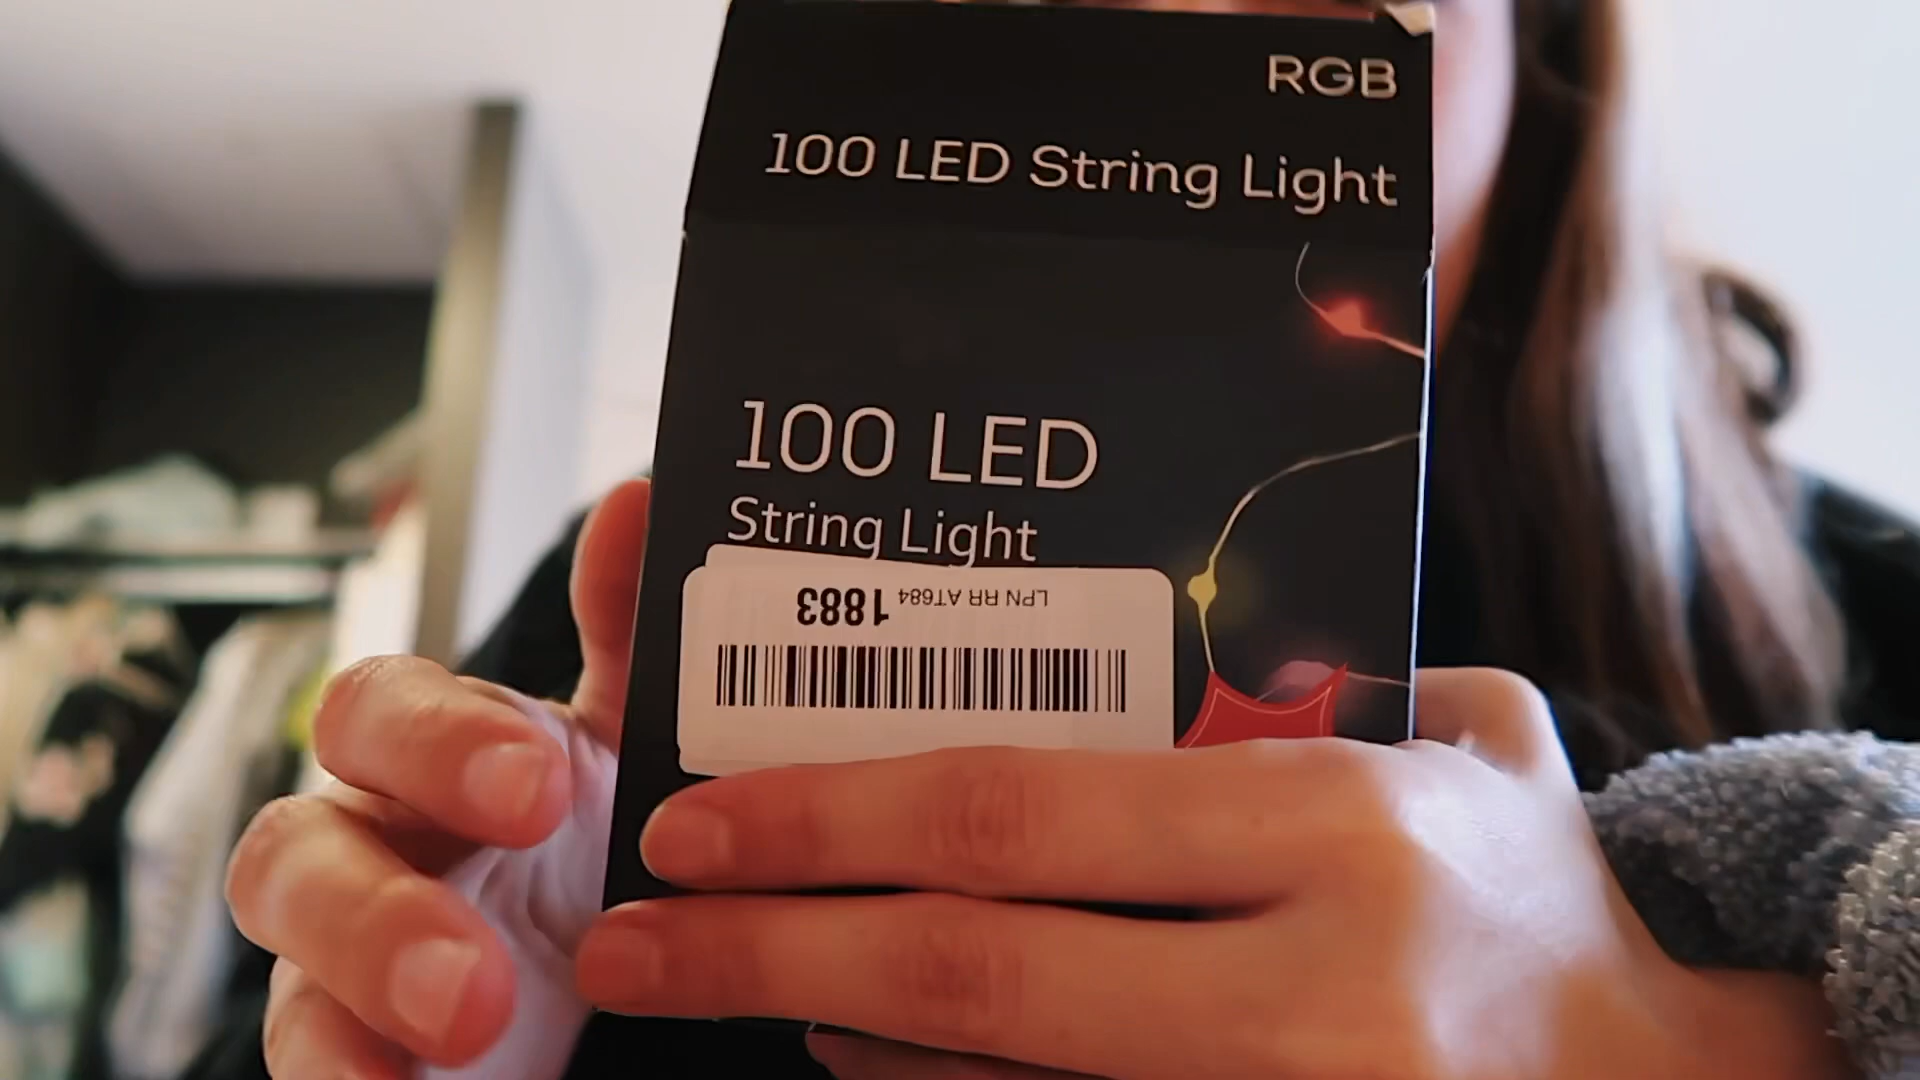 RGB
100 LED String Light
100 LED
String Light
LPN RR AT684 1883